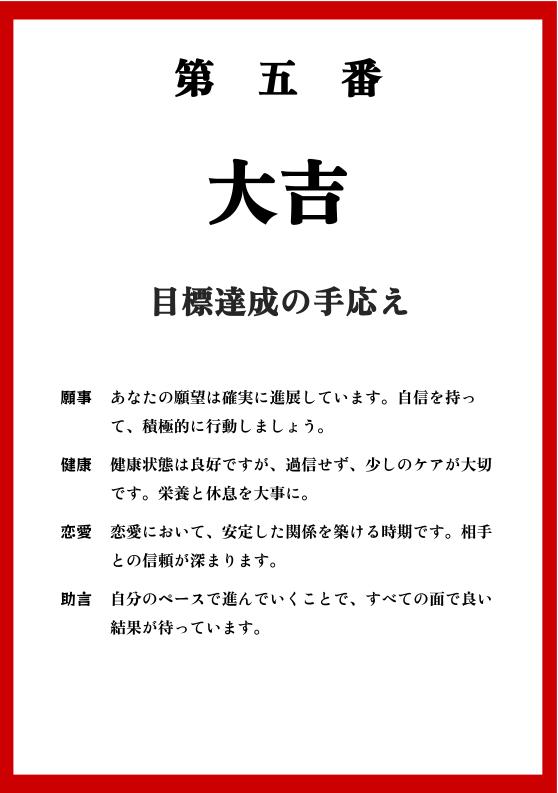 第 五 番
大吉
目標達成の手応え
願事 あなたの願望は確実に進展しています。自信を持っ
て、積極的に行動しましょう。
健康 健康状態は良好ですが、過信せず、少しのケアが大切
です。栄養と休息を大事に。
恋愛 恋愛において、安定した関係を築ける時期です。相手
との信頼が深まります。
助言 自分のペースで進んでいくことで、すべての面で良い
結果が待っています。